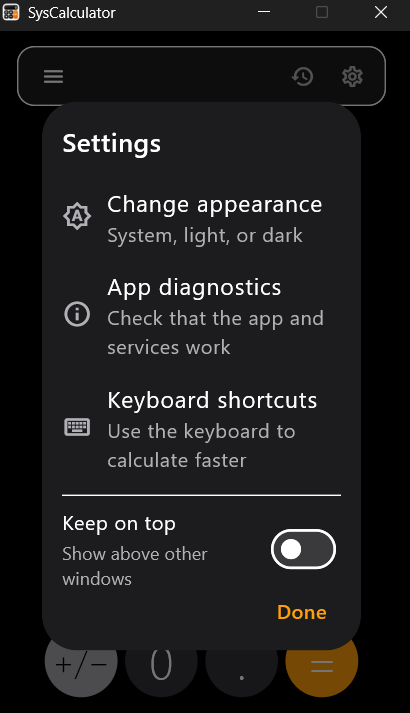 SysCalculator
Settings
Change appearance
System, light, or dark
App diagnostics
Check that the app and
services work
Keyboard shortcuts
Use the keyboard to
calculate faster
Keep on top
Show above other
windows
Done
+/− 0 . =